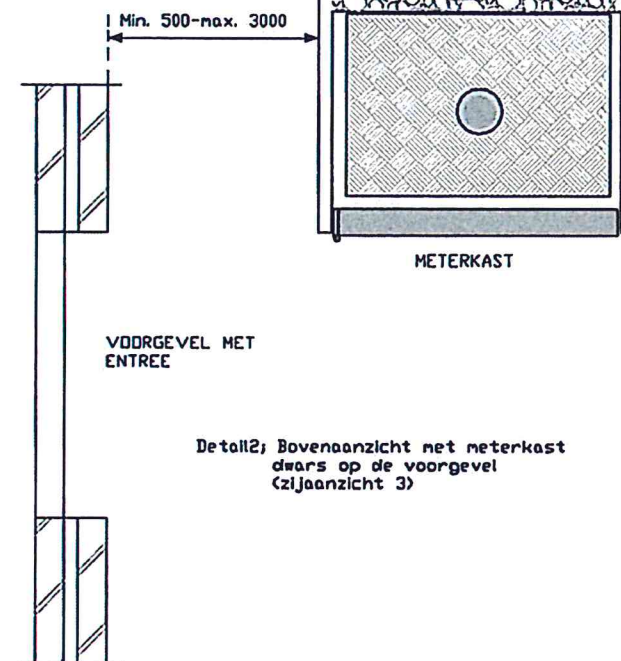 Min. 500-max. 3000
METERKAST
VOORGEVEL MET
ENTREE
Detail2; Bovenaanzicht met meterkast
dwars op de voorgevel
(zijaanzicht 3)